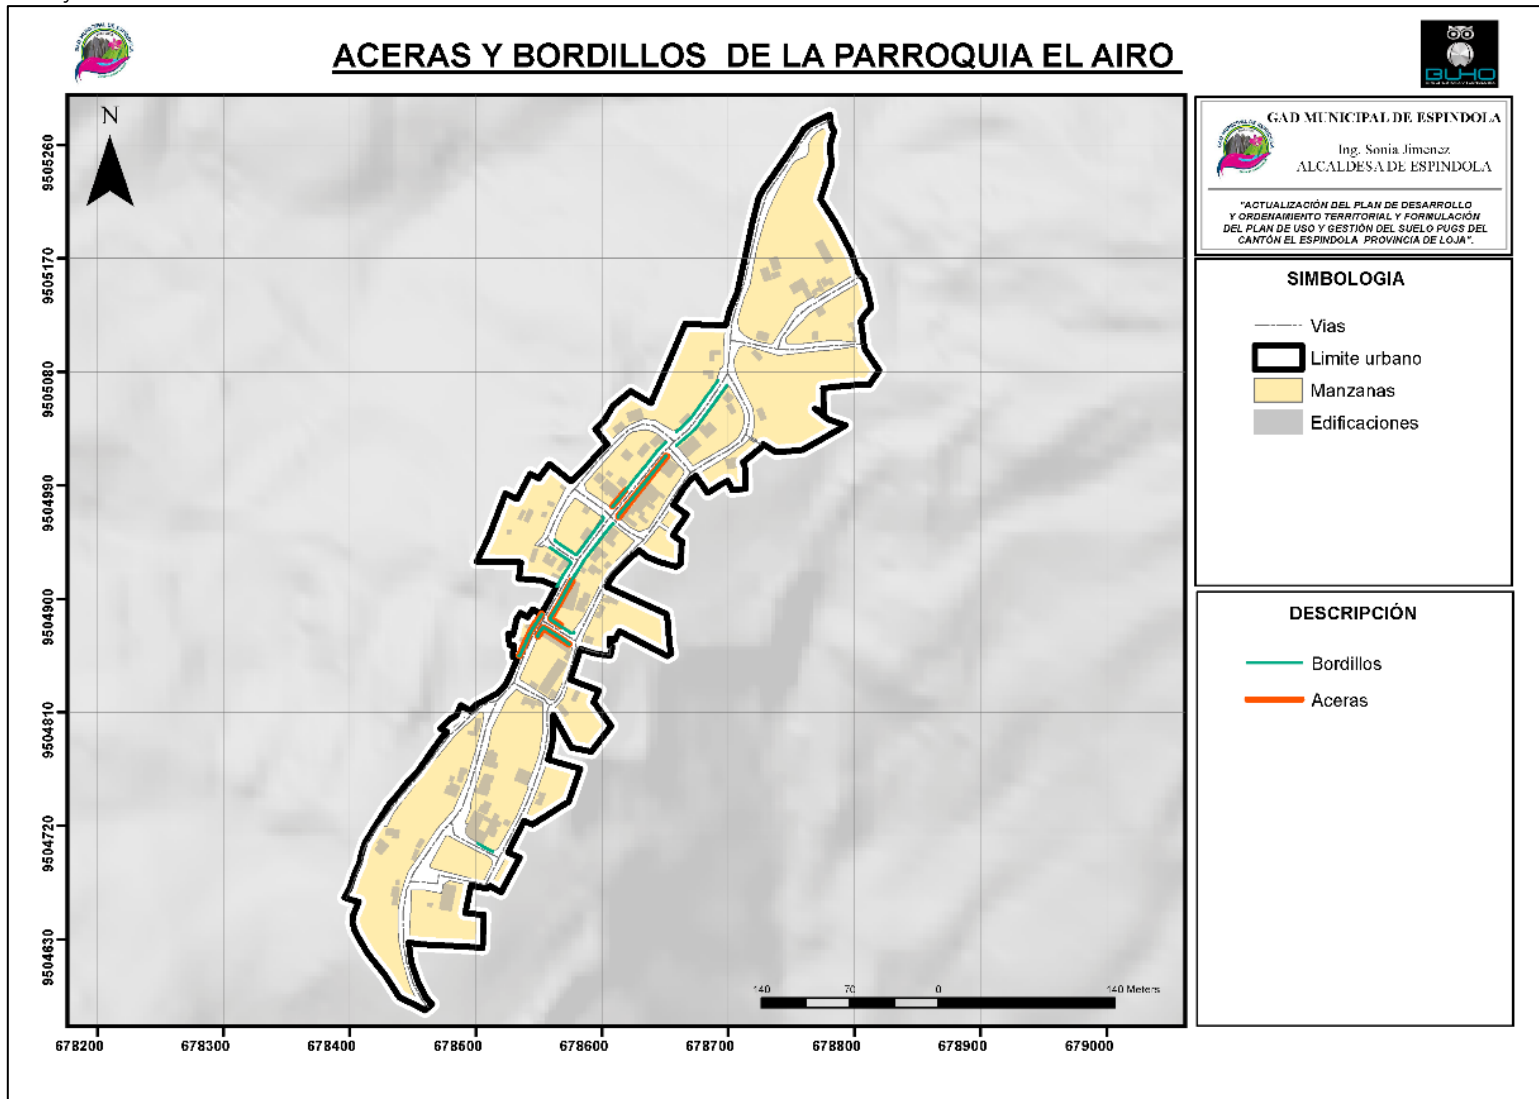 ACERAS Y BORDILLOS DE LA PARROQUIA EL AIRO
BUHO
N
GAD MUNICIPAL DE ESPINDOLA
Ing. Sonia Jimenez
ALCALDESA DE ESPINDOLA
"ACTUALIZACIÓN DEL PLAN DE DESARROLLO
Y ORDENAMIENTO TERRITORIAL Y FORMULACIÓN
DEL PLAN DE USO Y GESTIÓN DEL SUELO PUGS DEL
CANTÓN EL ESPINDOLA PROVINCIA DE LOJA".
SIMBOLOGIA
Vias
Limite urbano
Manzanas
Edificaciones
DESCRIPCIÓN
Bordillos
Aceras
9505260
9505170
9505080
9504990
9504900
9504810
9504720
9504630
140 70 0 140 Meters
678200 678300 678400 678500 678600 678700 678800 678900 679000